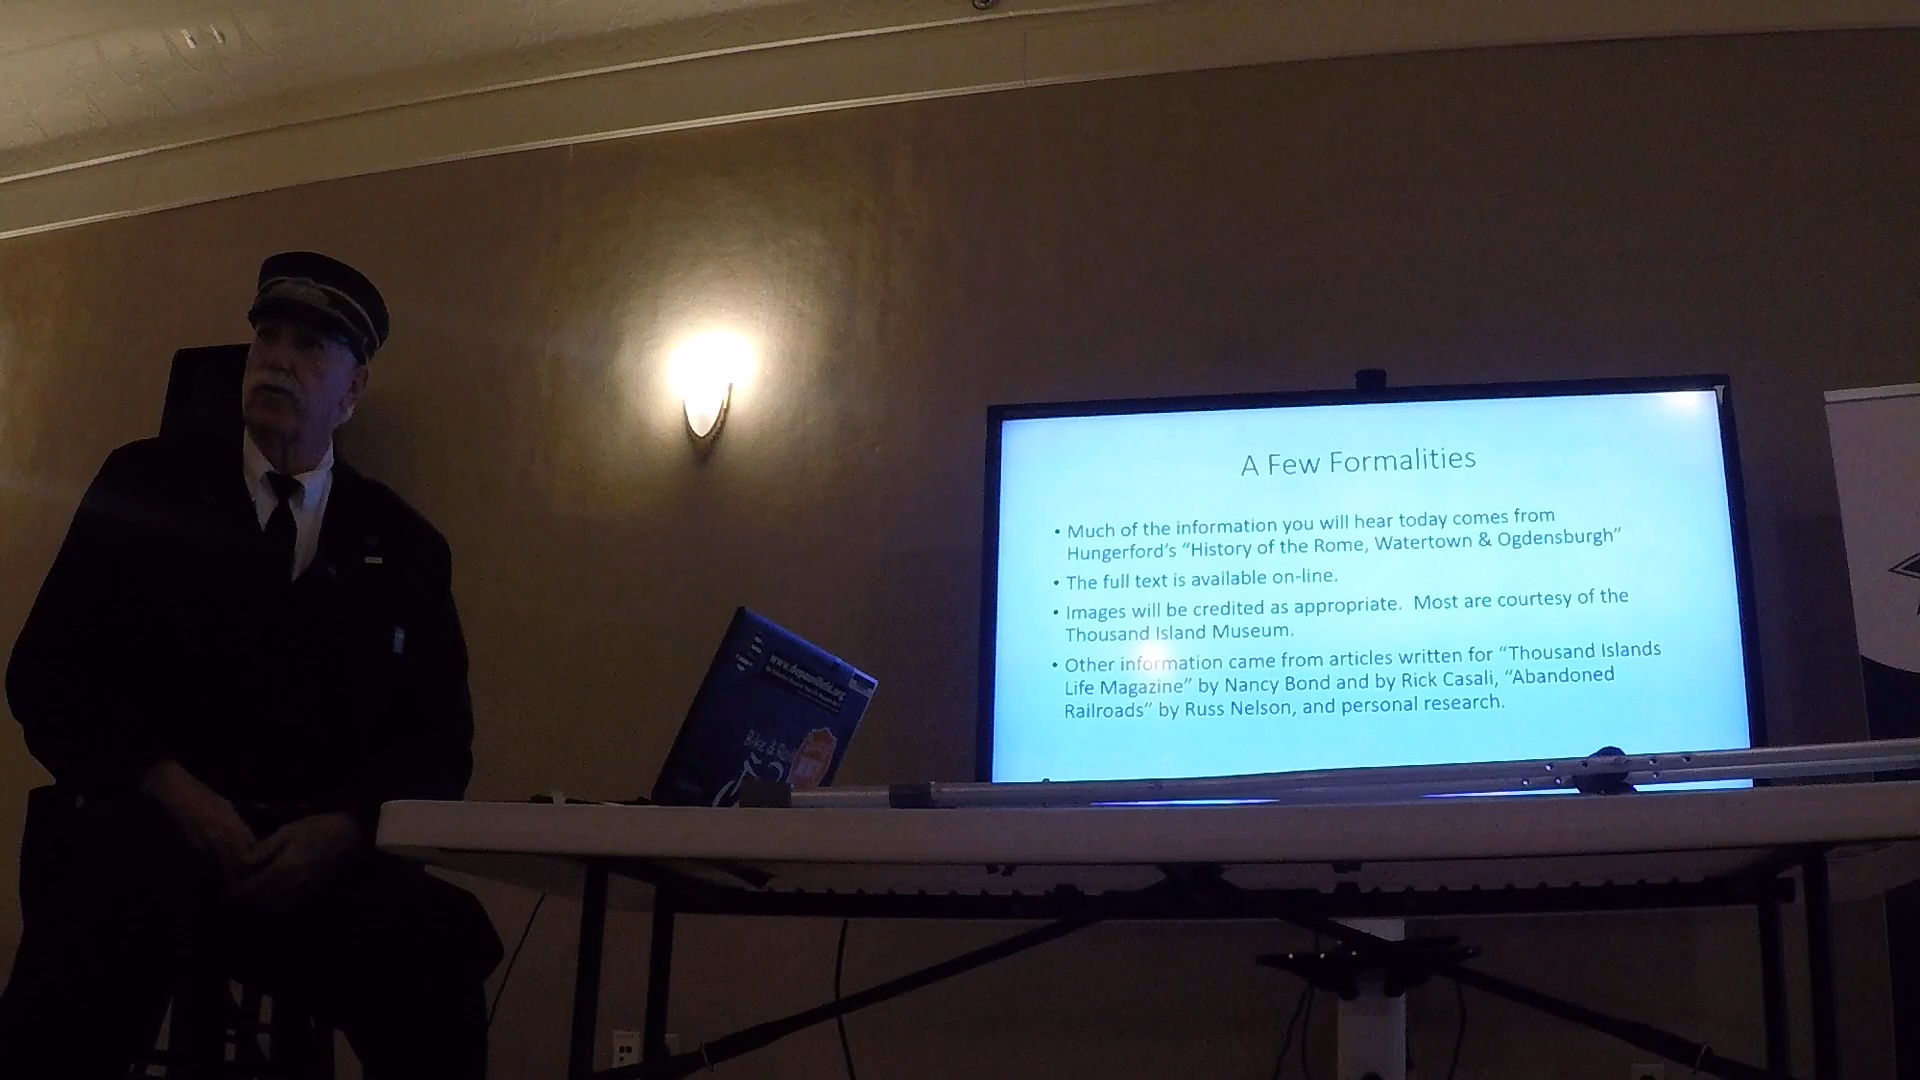 A Few Formalities
• Much of the information you will hear today comes from
Hungerford's “History of the Rome, Watertown & Ogdensburgh”
• The full text is available on-line.
• Images will be credited as appropriate.  Most are courtesy of the
Thousand Island Museum.
• Other information came from articles written for “Thousand Islands
Life Magazine” by Nancy Bond and by Rick Casali, “Abandoned
Railroads” by Russ Nelson, and personal research.
Bike &